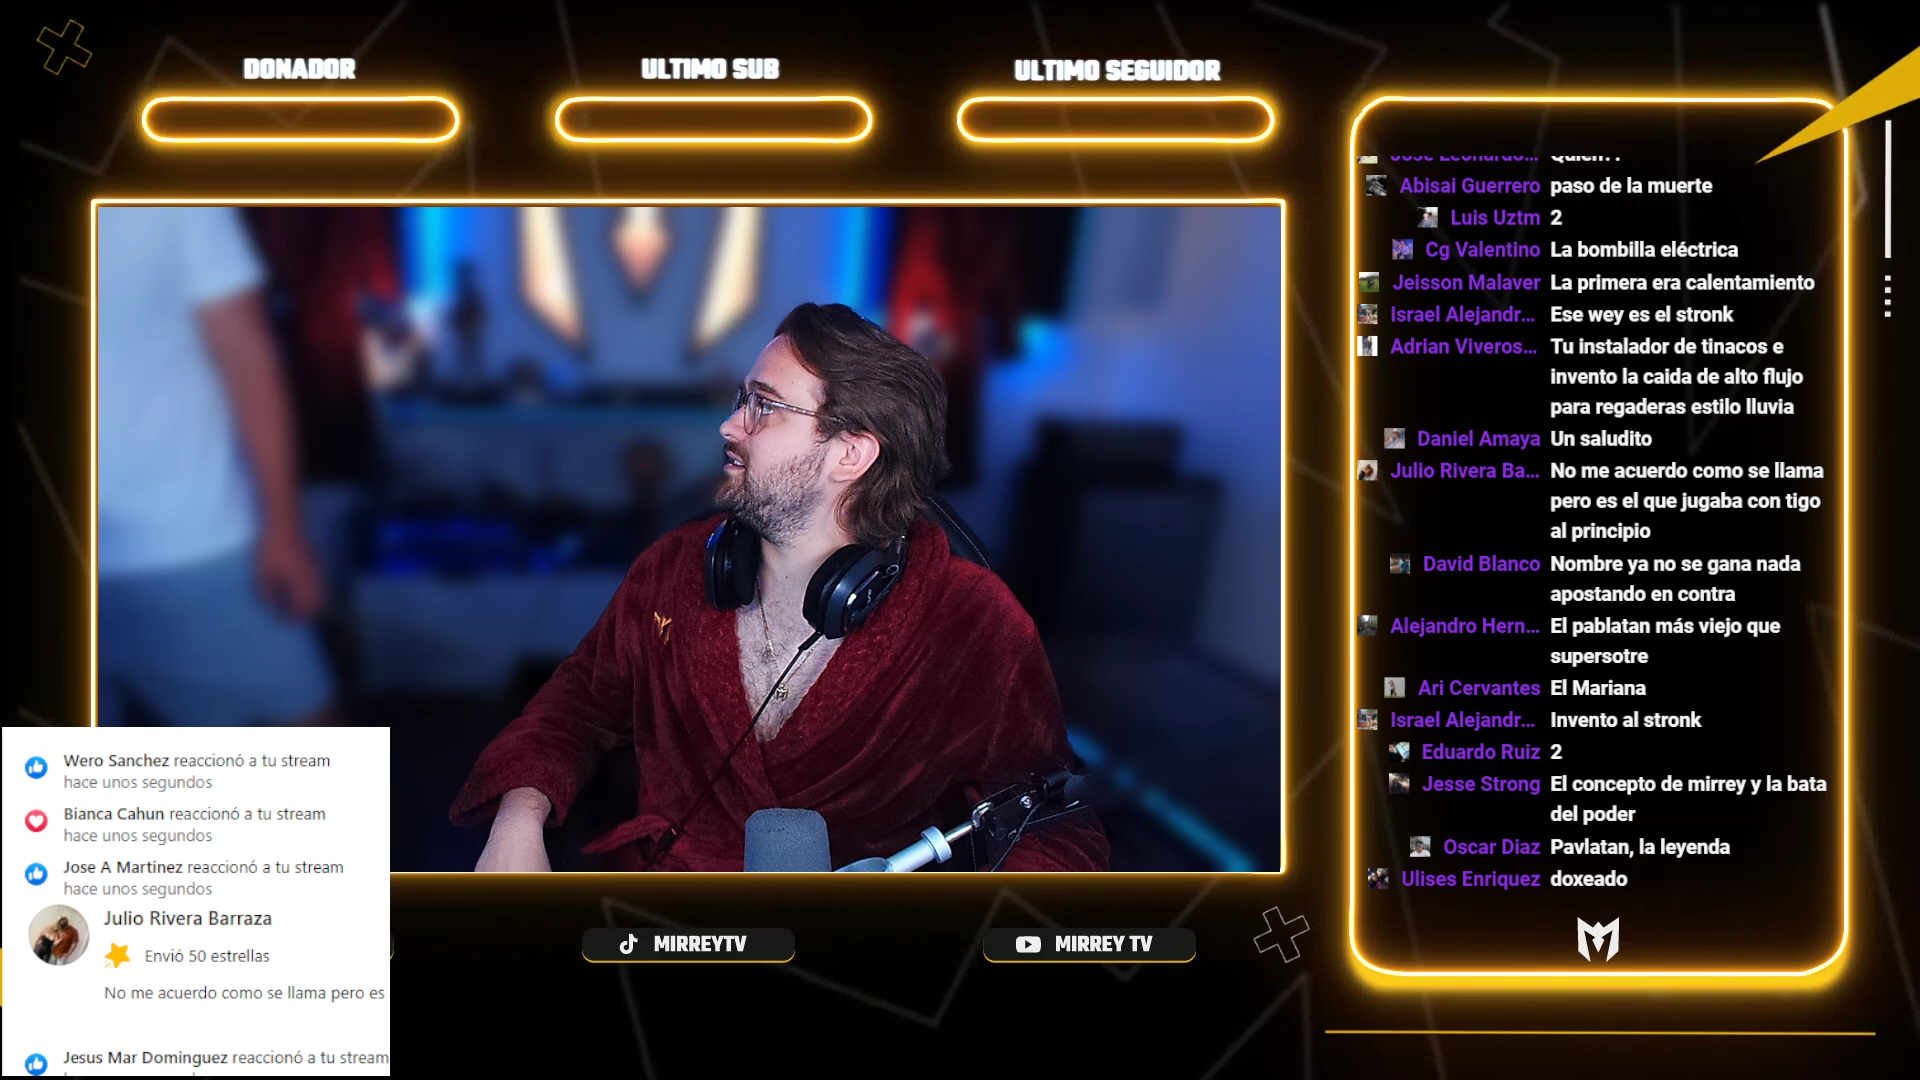 DONADOR
ULTIMO SUB
ULTIMO SEGUIDOR
Abisai Guerrero paso de la muerte
Luis Uztm 2
Cg Valentino La bombilla eléctrica
Jeisson Malaver La primera era calentamiento
Israel Alejandr... Ese wey es el stronk
Adrian Viveros... Tu instalador de tinacos e
invento la caida de alto flujo
para regaderas estilo lluvia
Daniel Amaya Un saludito
Julio Rivera Ba... No me acuerdo como se llama
pero es el que jugaba con tigo
al principio
David Blanco Nombre ya no se gana nada
apostando en contra
Alejandro Hern... El pablatan más viejo que
supersotre
Ari Cervantes El Mariana
Israel Alejandr... Invento al stronk
Eduardo Ruiz 2
Jesse Strong El concepto de mirrey y la bata
del poder
Oscar Diaz Pavlatan, la leyenda
Ulises Enriquez doxeado
Wero Sanchez reaccionó a tu stream
hace unos segundos
Bianca Cahun reaccionó a tu stream
hace unos segundos
Jose A Martinez reaccionó a tu stream
hace unos segundos
Julio Rivera Barraza
Envió 50 estrellas
No me acuerdo como se llama pero es
Jesus Mar Dominguez reaccionó a tu stream
MIRREYTV
MIRREY TV